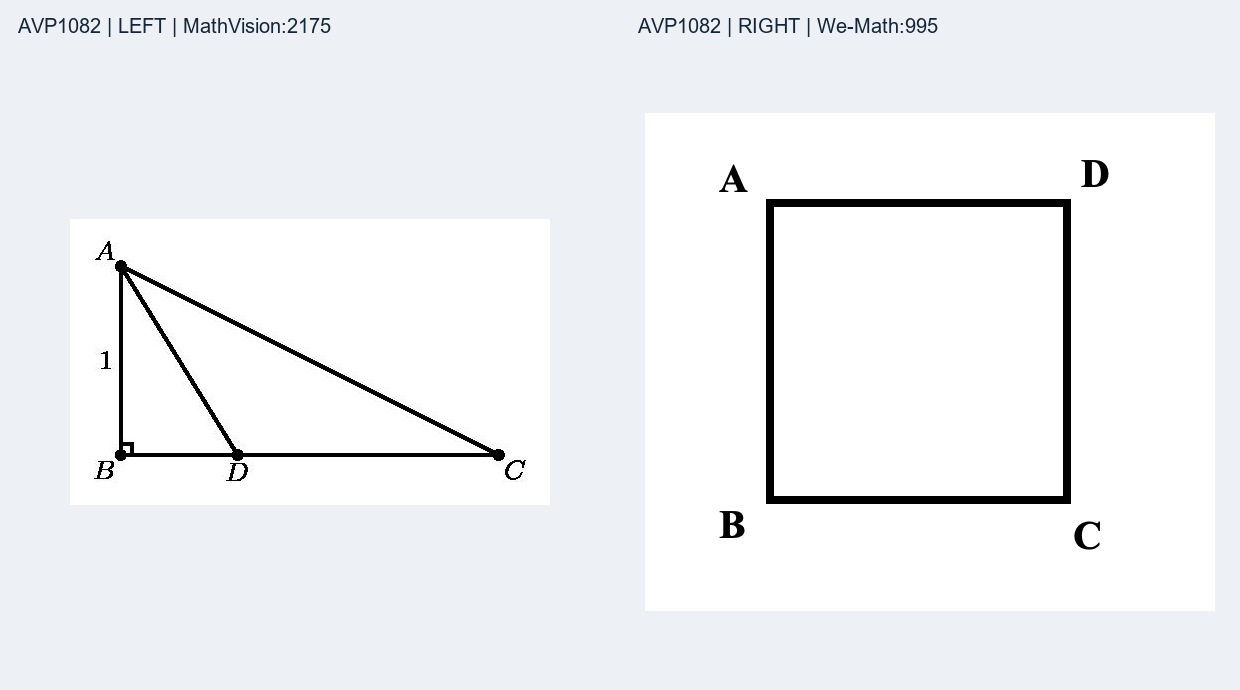 AVP1082 | LEFT | MathVision:2175
AVP1082 | RIGHT | We-Math:995
A
1
B
D
C
A
D
B
C